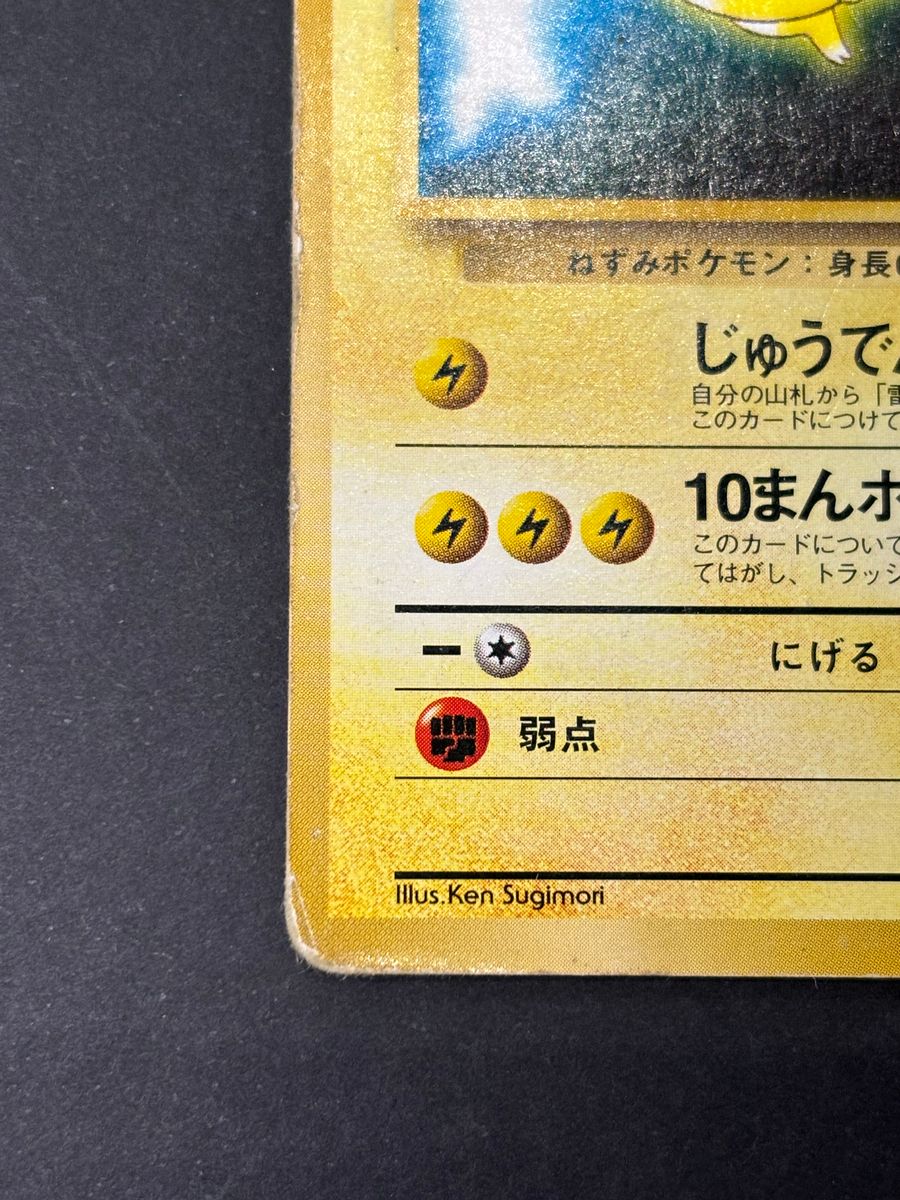 ねずみポケモン：身長
じゅうで
自分の山札から「雷
このカードにつけて
10まんホ
このカードについて
てはがし、トラッシ
にげる
弱点
Illus.Ken Sugimori